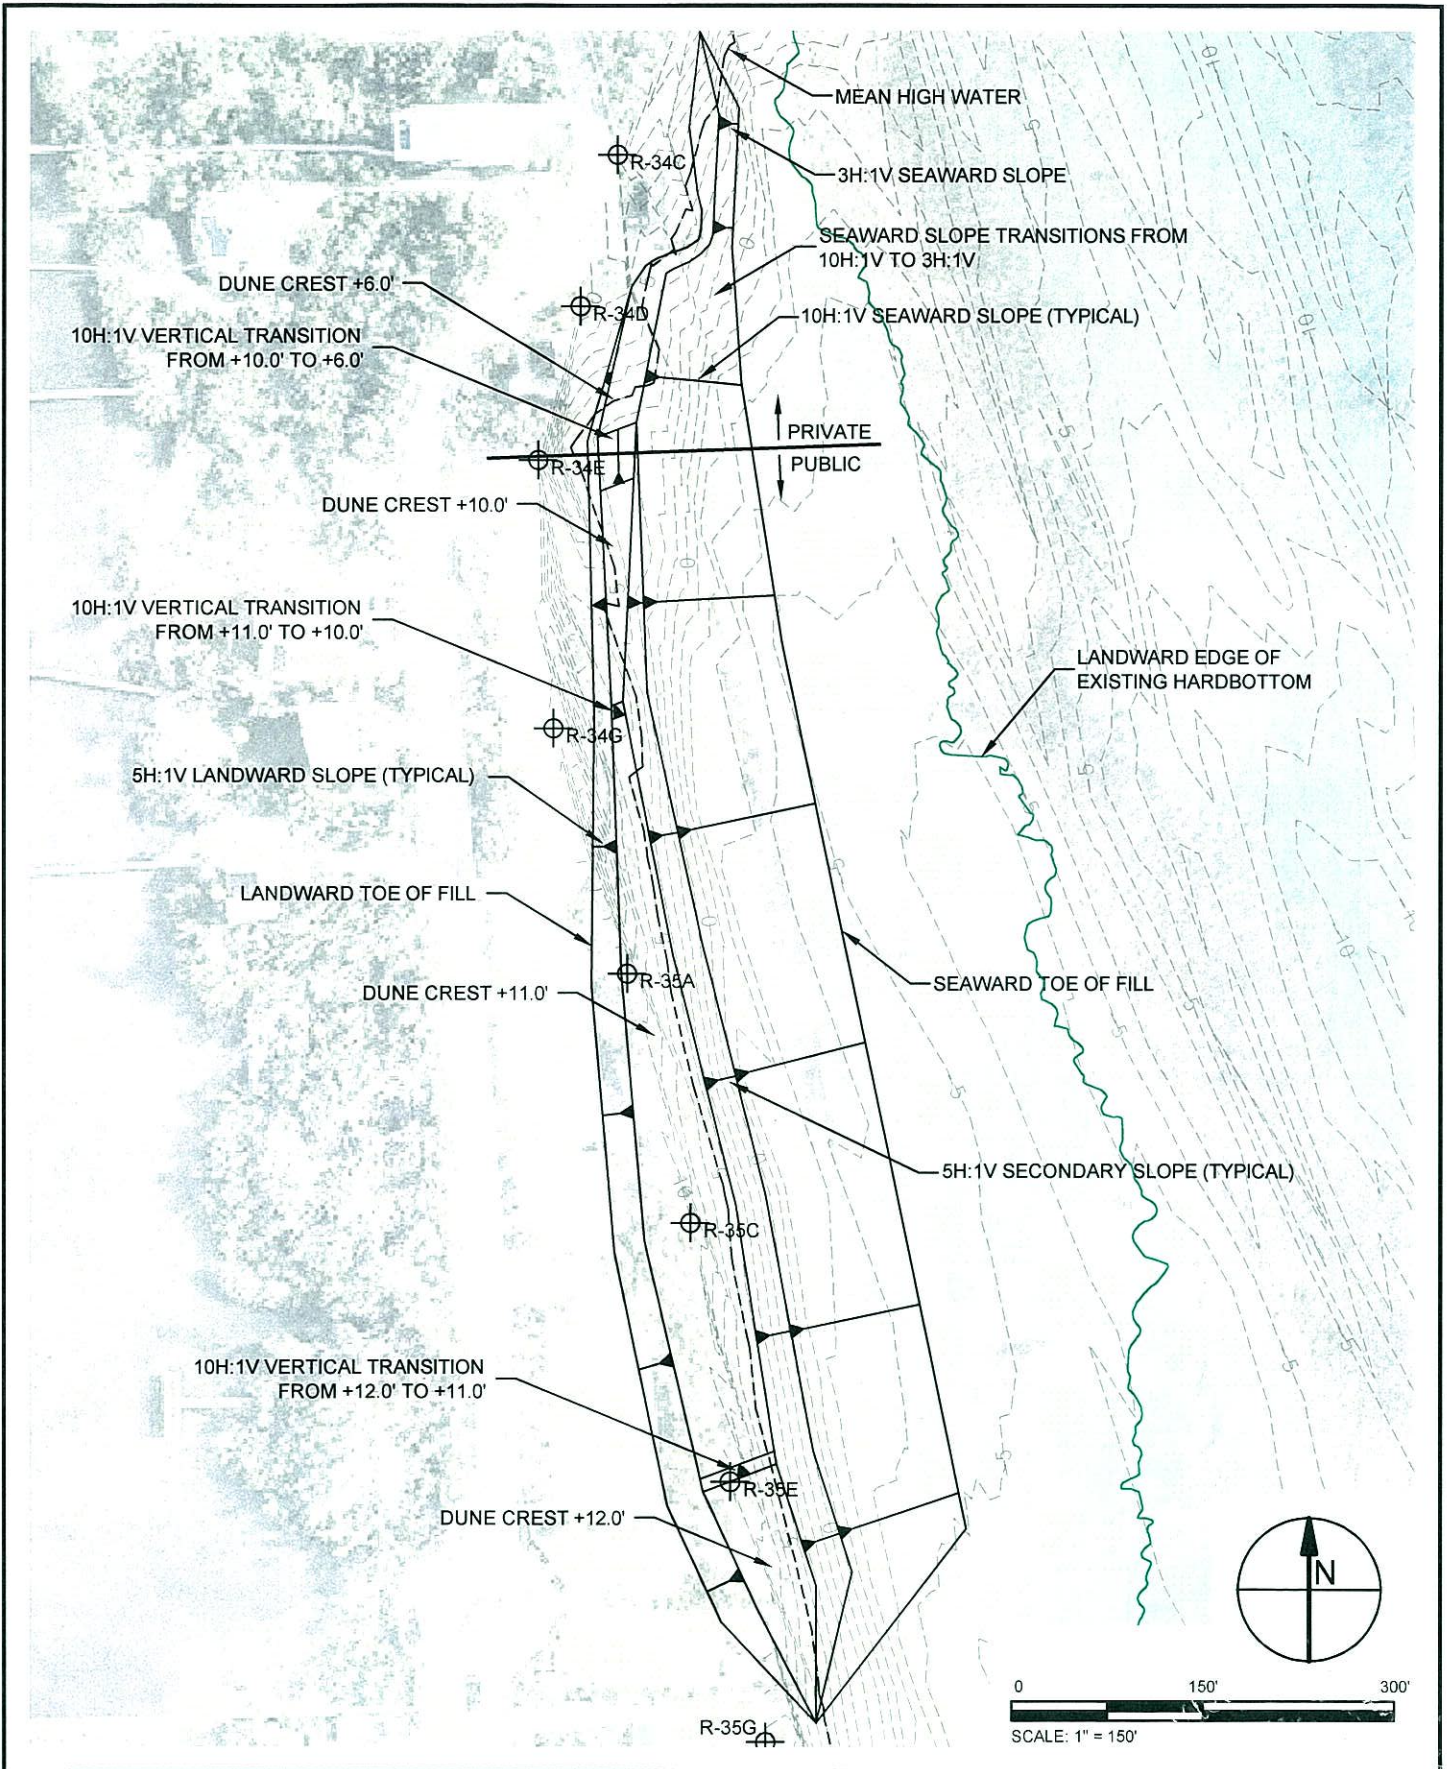 MEAN HIGH WATER
R-34C
3H:1V SEAWARD SLOPE
SEAWARD SLOPE TRANSITIONS FROM
10H:1V TO 3H:1V
DUNE CREST +6.0'
R-34D
10H:1V SEAWARD SLOPE (TYPICAL)
10H:1V VERTICAL TRANSITION
FROM +10.0' TO +6.0'
PRIVATE
PUBLIC
R-34E
DUNE CREST +10.0'
10H:1V VERTICAL TRANSITION
FROM +11.0' TO +10.0'
LANDWARD EDGE OF
EXISTING HARDBOTTOM
R-34G
5H:1V LANDWARD SLOPE (TYPICAL)
LANDWARD TOE OF FILL
R-35A
SEAWARD TOE OF FILL
DUNE CREST +11.0'
5H:1V SECONDARY SLOPE (TYPICAL)
R-35C
10H:1V VERTICAL TRANSITION
FROM +12.0' TO +11.0'
R-35E
DUNE CREST +12.0'
N
0 150' 300'
SCALE: 1" = 150'
R-35G